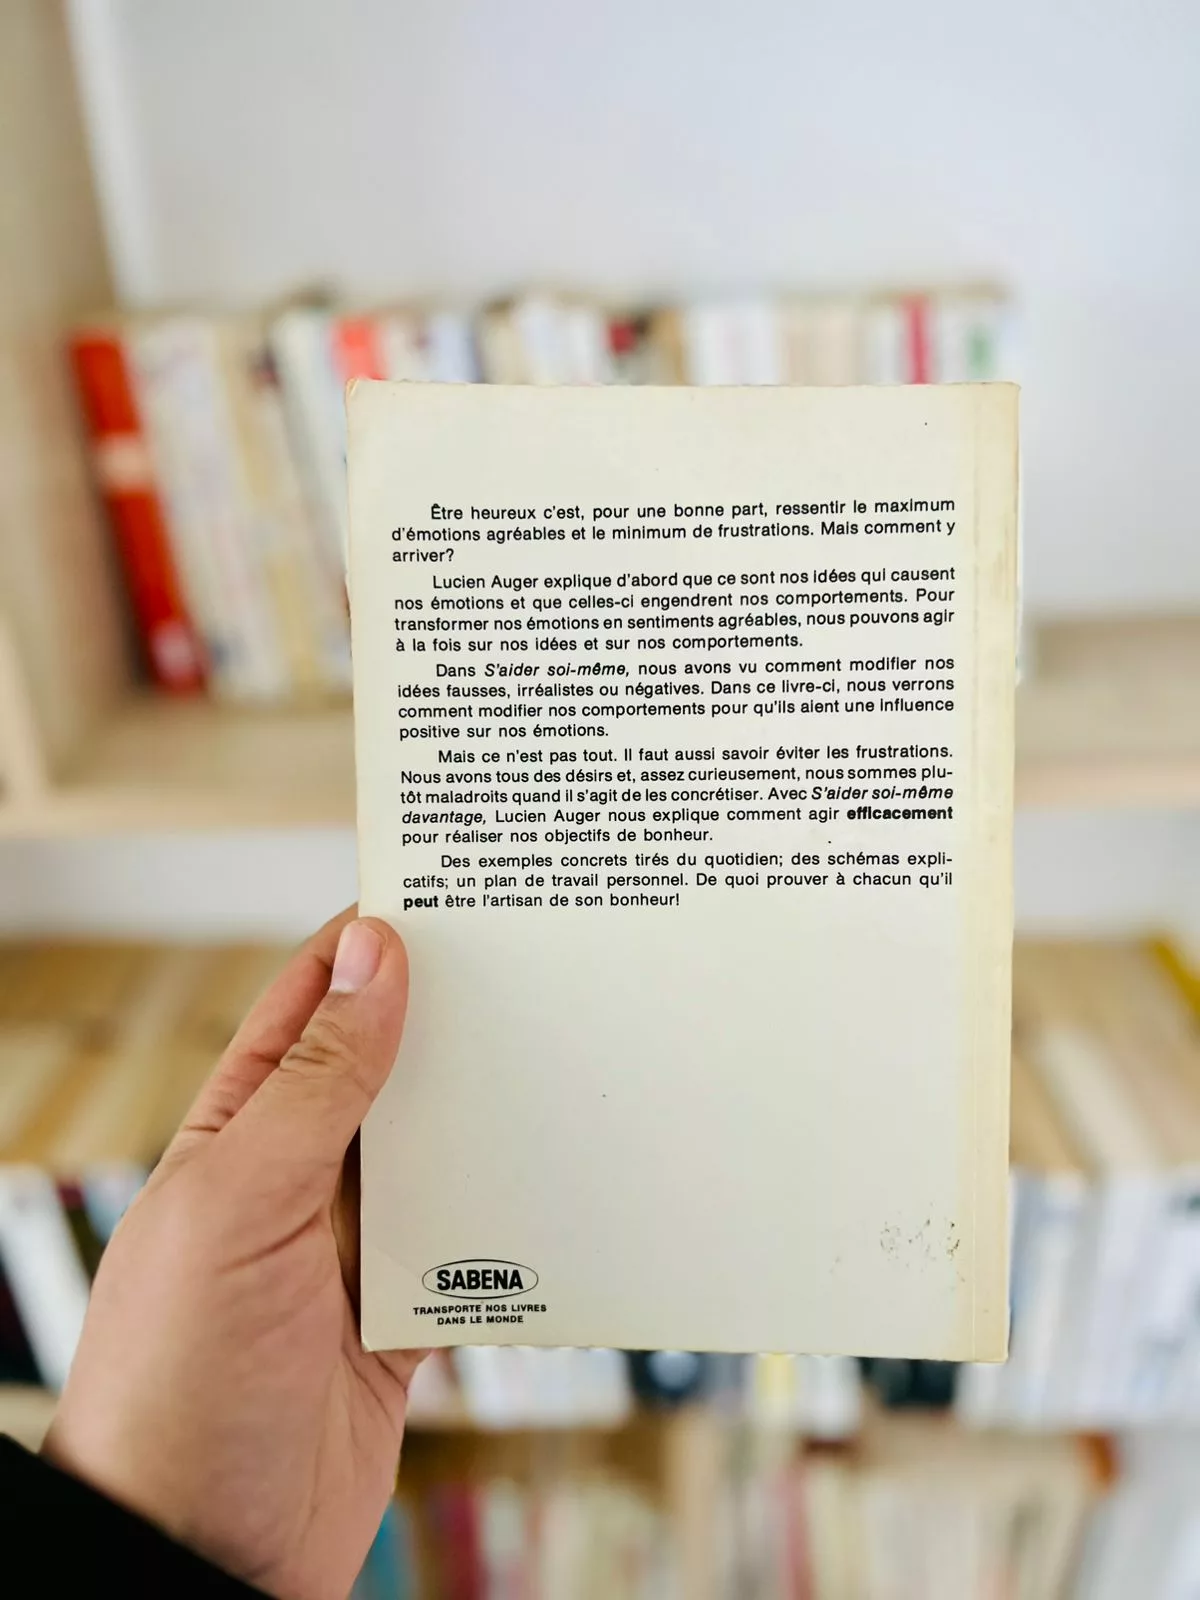 Être heureux c'est, pour une bonne part, ressentir le maximum
d'émotions agréables et le minimum de frustrations. Mais comment y
arriver?
Lucien Auger explique d'abord que ce sont nos idées qui causent
nos émotions et que celles-ci engendrent nos comportements. Pour
transformer nos émotions en sentiments agréables, nous pouvons agir
à la fois sur nos idées et sur nos comportements.
Dans S'aider soi-même, nous avons vu comment modifier nos
idées fausses, irréalistes ou négatives. Dans ce livre-ci, nous verrons
comment modifier nos comportements pour qu'ils aient une influence
positive sur nos émotions.
Mais ce n'est pas tout. Il faut aussi savoir éviter les frustrations.
Nous avons tous des désirs et, assez curieusement, nous sommes plu-
tôt maladroits quand il s'agit de les concrétiser. Avec S'aider soi-même
davantage, Lucien Auger nous explique comment agir efficacement
pour réaliser nos objectifs de bonheur.
Des exemples concrets tirés du quotidien; des schémas expli-
catifs; un plan de travail personnel. De quoi prouver à chacun qu'il
peut être l'artisan de son bonheur!
SABENA
TRANSPORTE NOS LIVRES
DANS LE MONDE